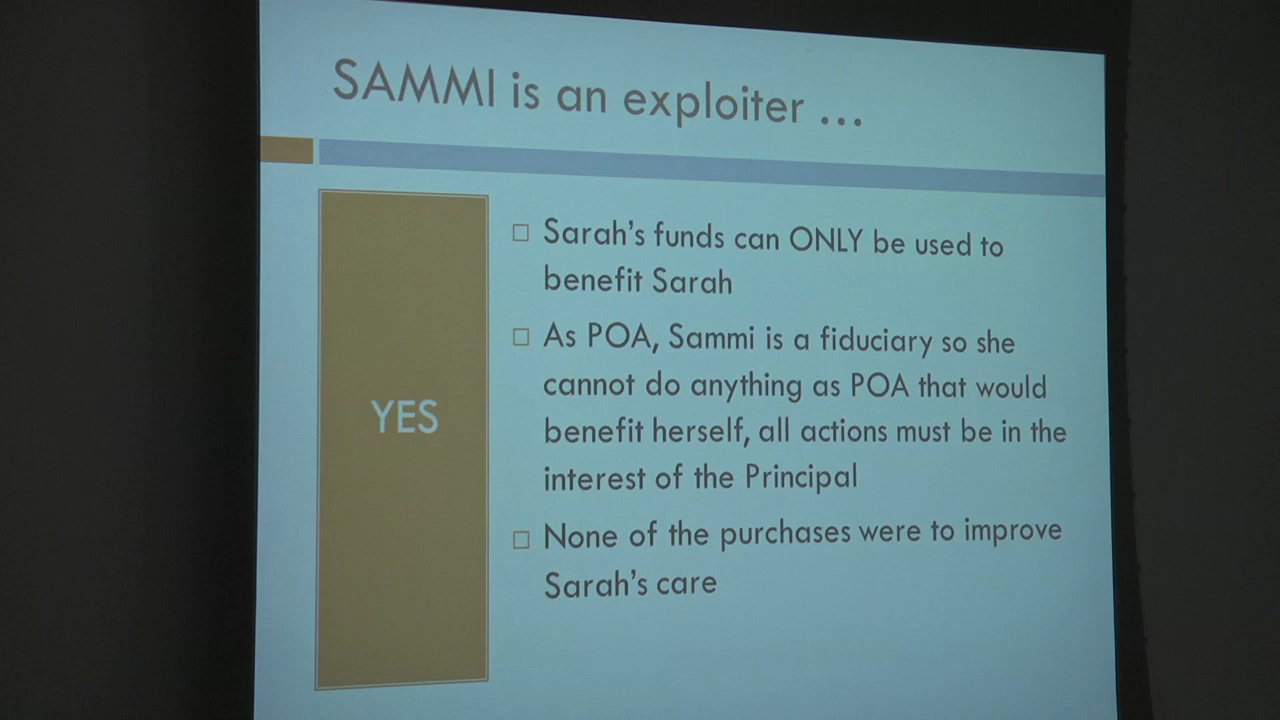 SAMMI is an exploiter ...
YES
Sarah's funds can ONLY be used to
benefit Sarah
As POA, Sammi is a fiduciary so she
cannot do anything as POA that would
benefit herself, all actions must be in the
interest of the Principal
None of the purchases were to improve
Sarah's care